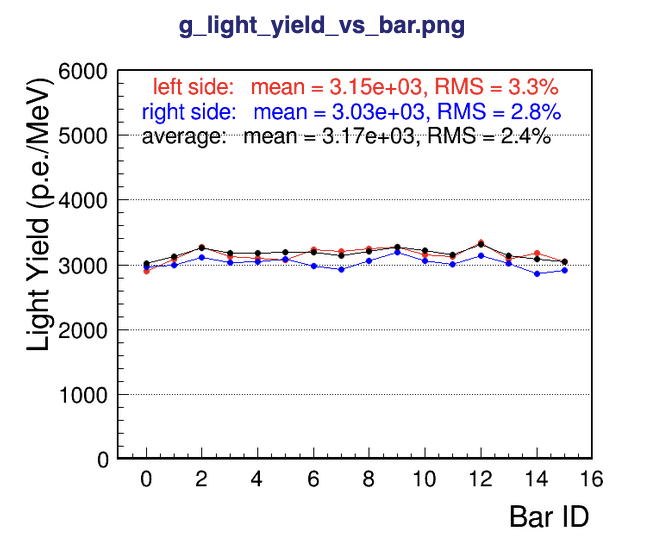 g_light_yield_vs_bar.png
left side: mean = 3.15e+03, RMS = 3.3%
right side: mean = 3.03e+03, RMS = 2.8%
average: mean = 3.17e+03, RMS = 2.4%
Light Yield (p.e./MeV)
6000
5000
4000
3000
2000
1000
0
0 2 4 6 8 10 12 14 16
Bar ID